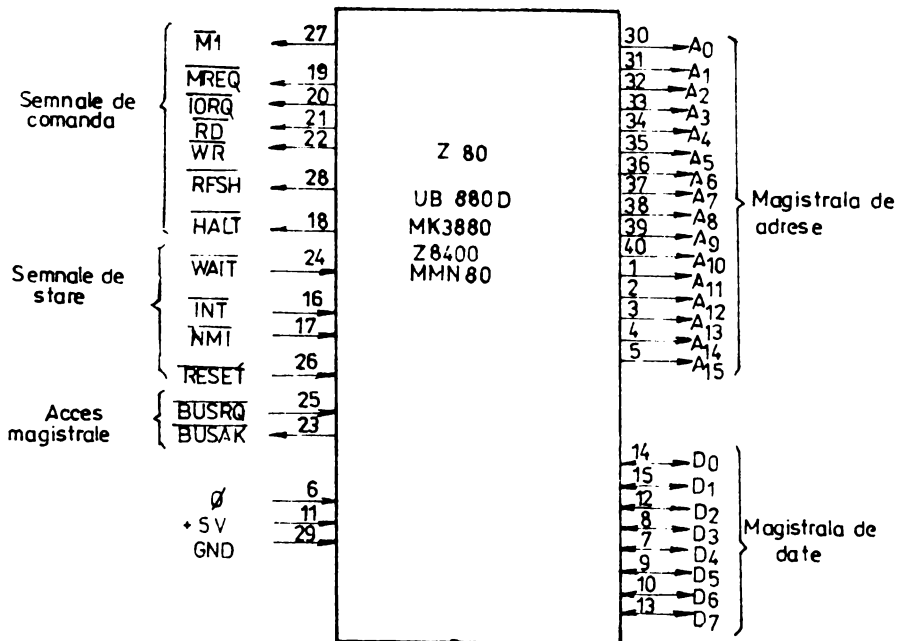 Semnale de
comanda
M1 27
MREQ 19
IORQ 20
RD 21
WR 22
RFSH 28
HALT 18
Semnale de
stare
WAIT 24
INT 16
NMI 17
RESET 26
Acces
magistrale
BUSRQ 25
BUSAK 23
Ø 6
+5V 11
GND 29
Z 80
UB 880D
MK3880
Z8400
MMN80
30 A0
31 A1
32 A2
33 A3
34 A4
35 A5
36 A6
37 A7
38 A8
39 A9
40 A10
1 A11
2 A12
3 A13
4 A14
5 A15
Magistrala de
adrese
14 D0
15 D1
12 D2
8 D3
7 D4
9 D5
10 D6
13 D7
Magistrala de
date